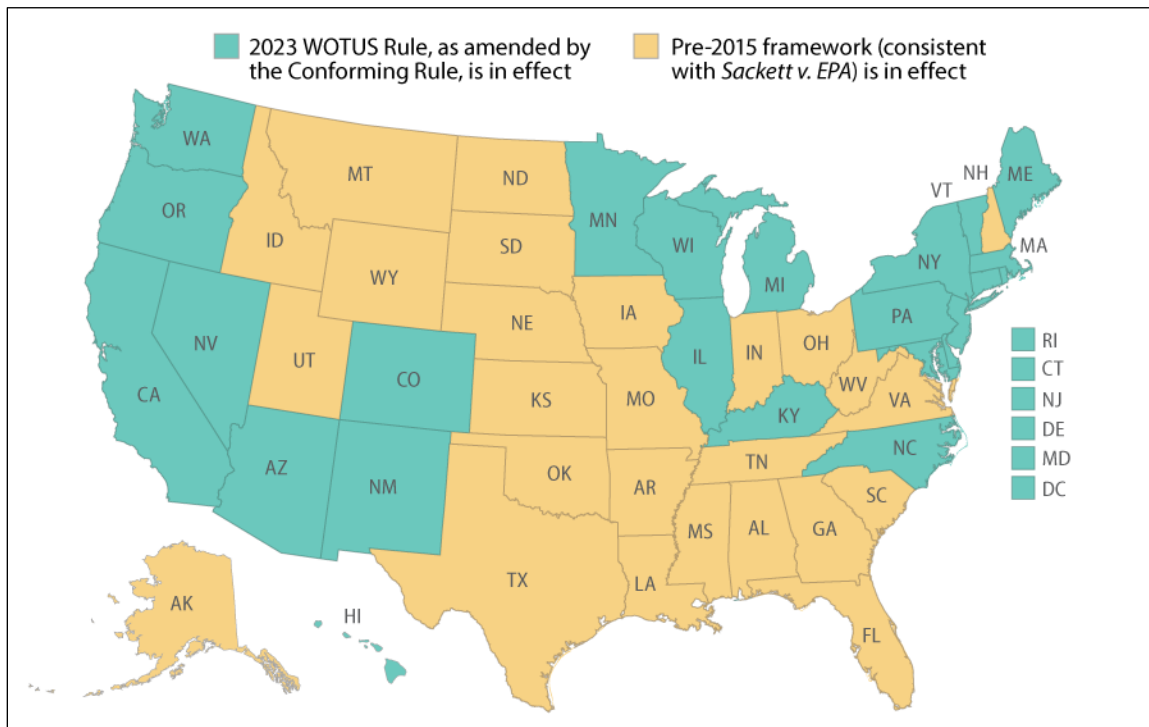 2023 WOTUS Rule, as amended by
the Conforming Rule, is in effect
Pre-2015 framework (consistent
with Sackett v. EPA) is in effect
WA
MT
ND
MN
VT
NH
ME
OR
ID
SD
WI
MI
NY
MA
WY
NE
IA
PA
NV
UT
CO
IL
IN
OH
WV
VA
CA
KS
MO
KY
NC
AZ
NM
OK
AR
TN
SC
MS
AL
GA
TX
LA
FL
AK
HI
RI
CT
NJ
DE
MD
DC